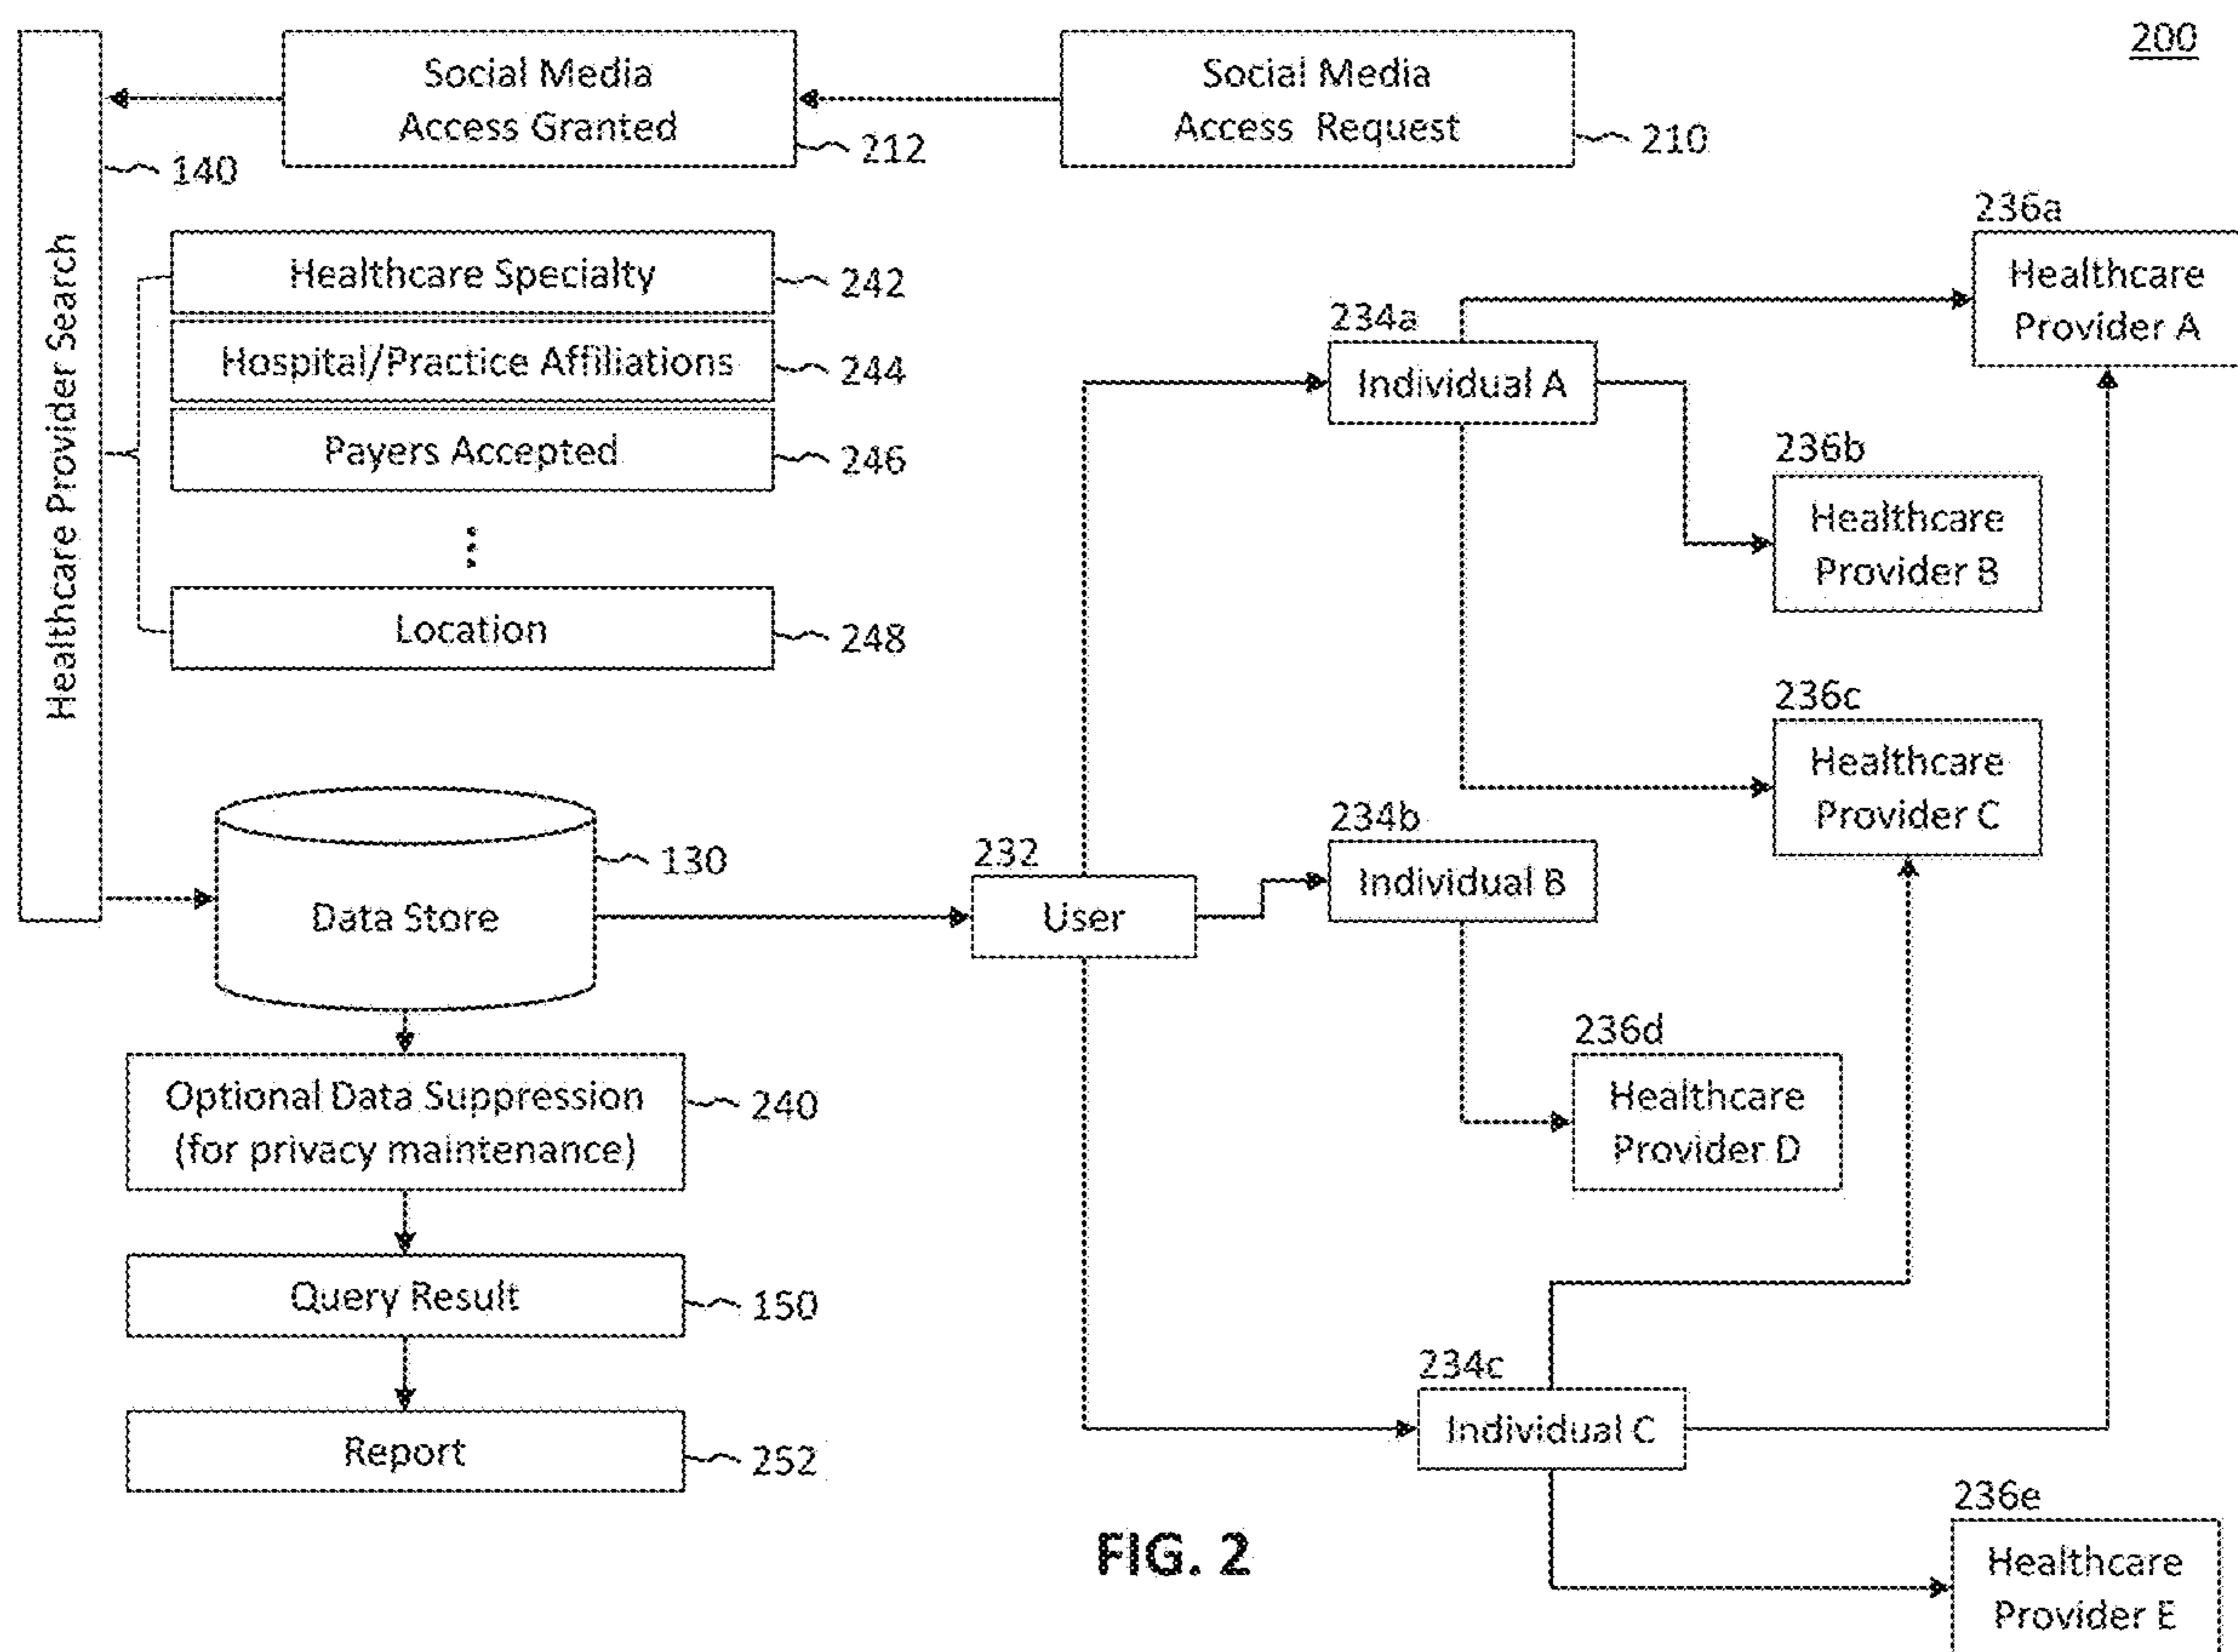 200
Social Media
Access Granted
212
Social Media
Access Request
210
Healthcare Provider Search
140
Healthcare Specialty
242
Hospital/Practice Affiliations
244
Payers Accepted
246
Location
248
236a
Healthcare
Provider A
234a
Individual A
236b
Healthcare
Provider B
236c
Healthcare
Provider C
234b
Individual B
232
User
130
Data Store
236d
Healthcare
Provider D
Optional Data Suppression
(for privacy maintenance)
240
Query Result
150
Report
252
234c
Individual C
236e
Healthcare
Provider E
FIG. 2